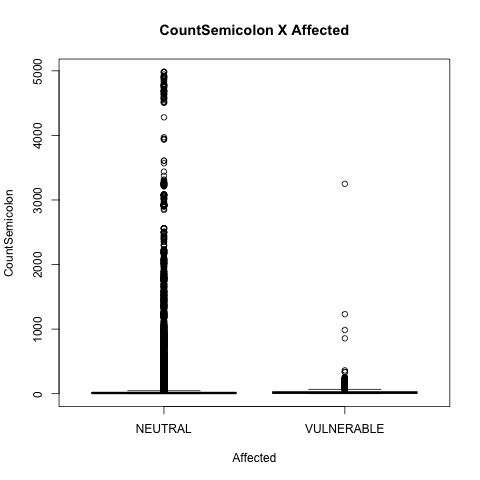 CountSemicolon X Affected
CountSemicolon
5000
4000
3000
2000
1000
0
NEUTRAL
VULNERABLE
Affected